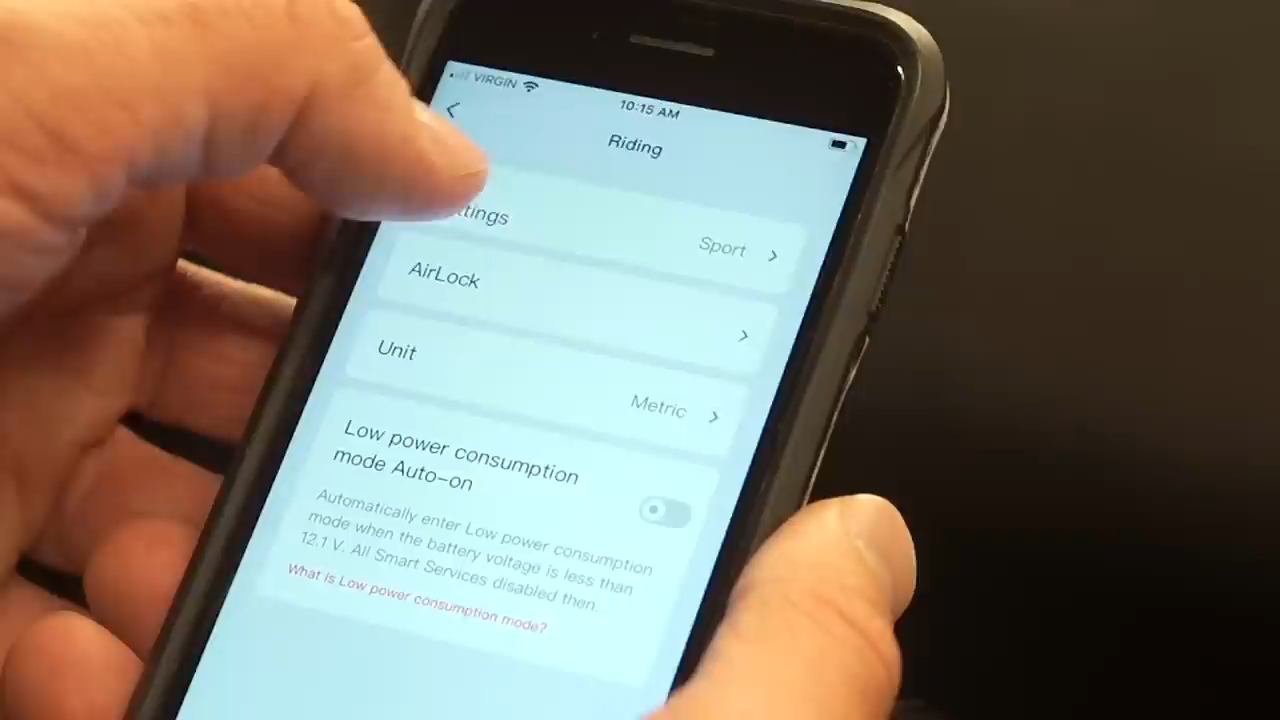 VIRGIN
10:15 AM
Riding
ttings
Sport
AirLock
Unit
Metric
Low power consumption
mode Auto-on
Automatically enter Low power consumption
mode when the battery voltage is less than
12.1 V. All Smart Services disabled then.
What is Low power consumption mode?